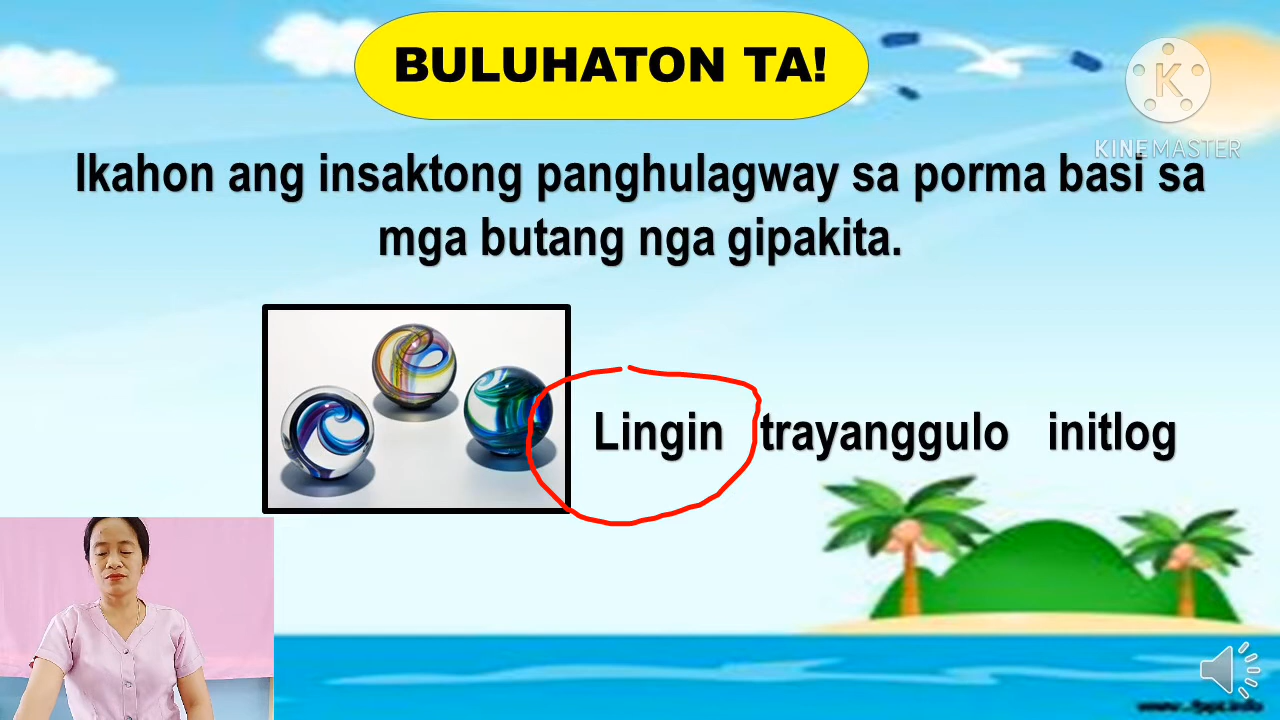 BULUHATON TA!
KINEMASTER
Ikahon ang insaktong panghulagway sa porma basi sa
mga butang nga gipakita.
Lingin trayanggulo initlog